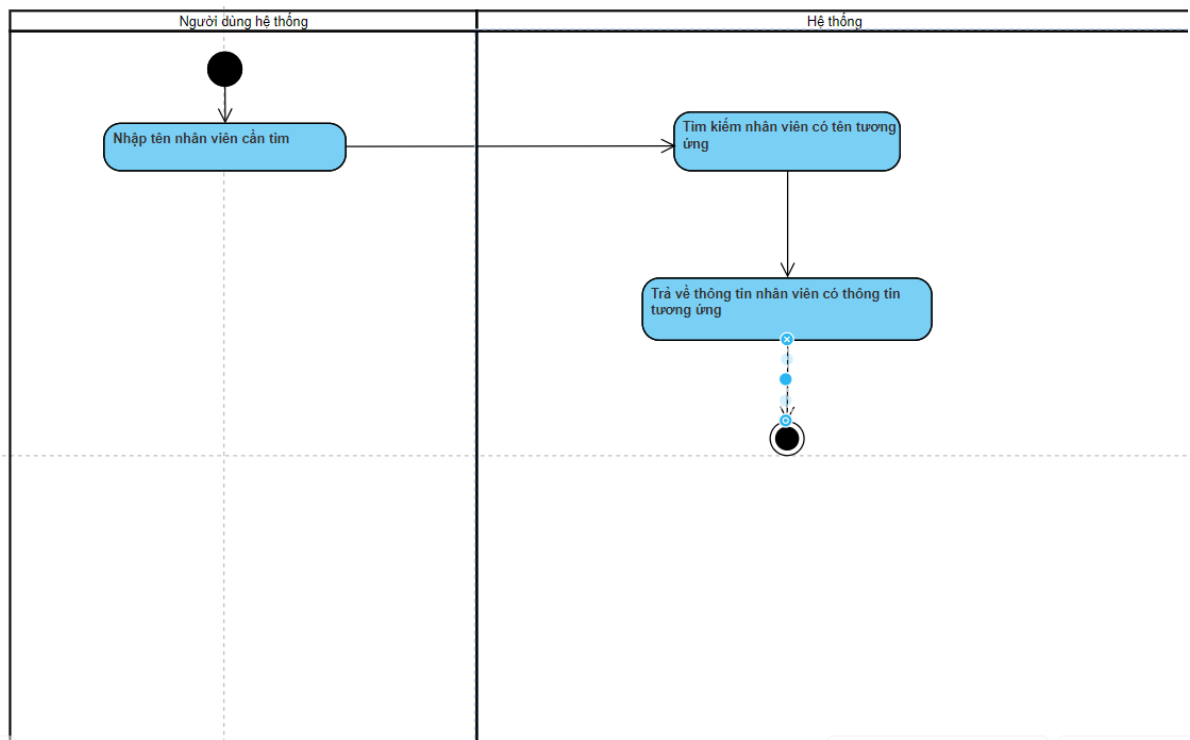 Người dùng hệ thống
Hệ thống
Nhập tên nhân viên cần tìm
Tìm kiếm nhân viên có tên tương
ứng
Trả về thông tin nhân viên có thông tin
tương ứng